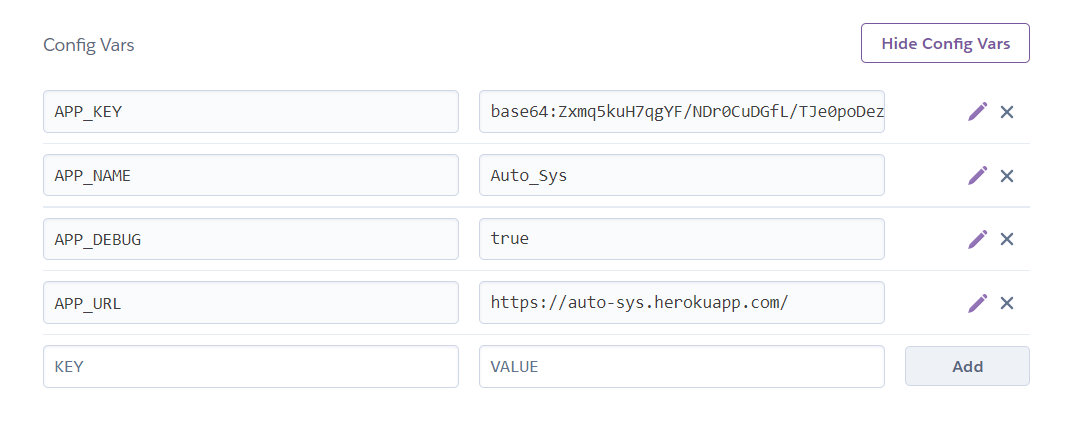 Config Vars
Hide Config Vars
APP_KEY base64:Zxmq5kuH7qgYF/NDr0CuDGfL/TJe0poDez
APP_NAME Auto_Sys
APP_DEBUG true
APP_URL https://auto-sys.herokuapp.com/
KEY VALUE Add